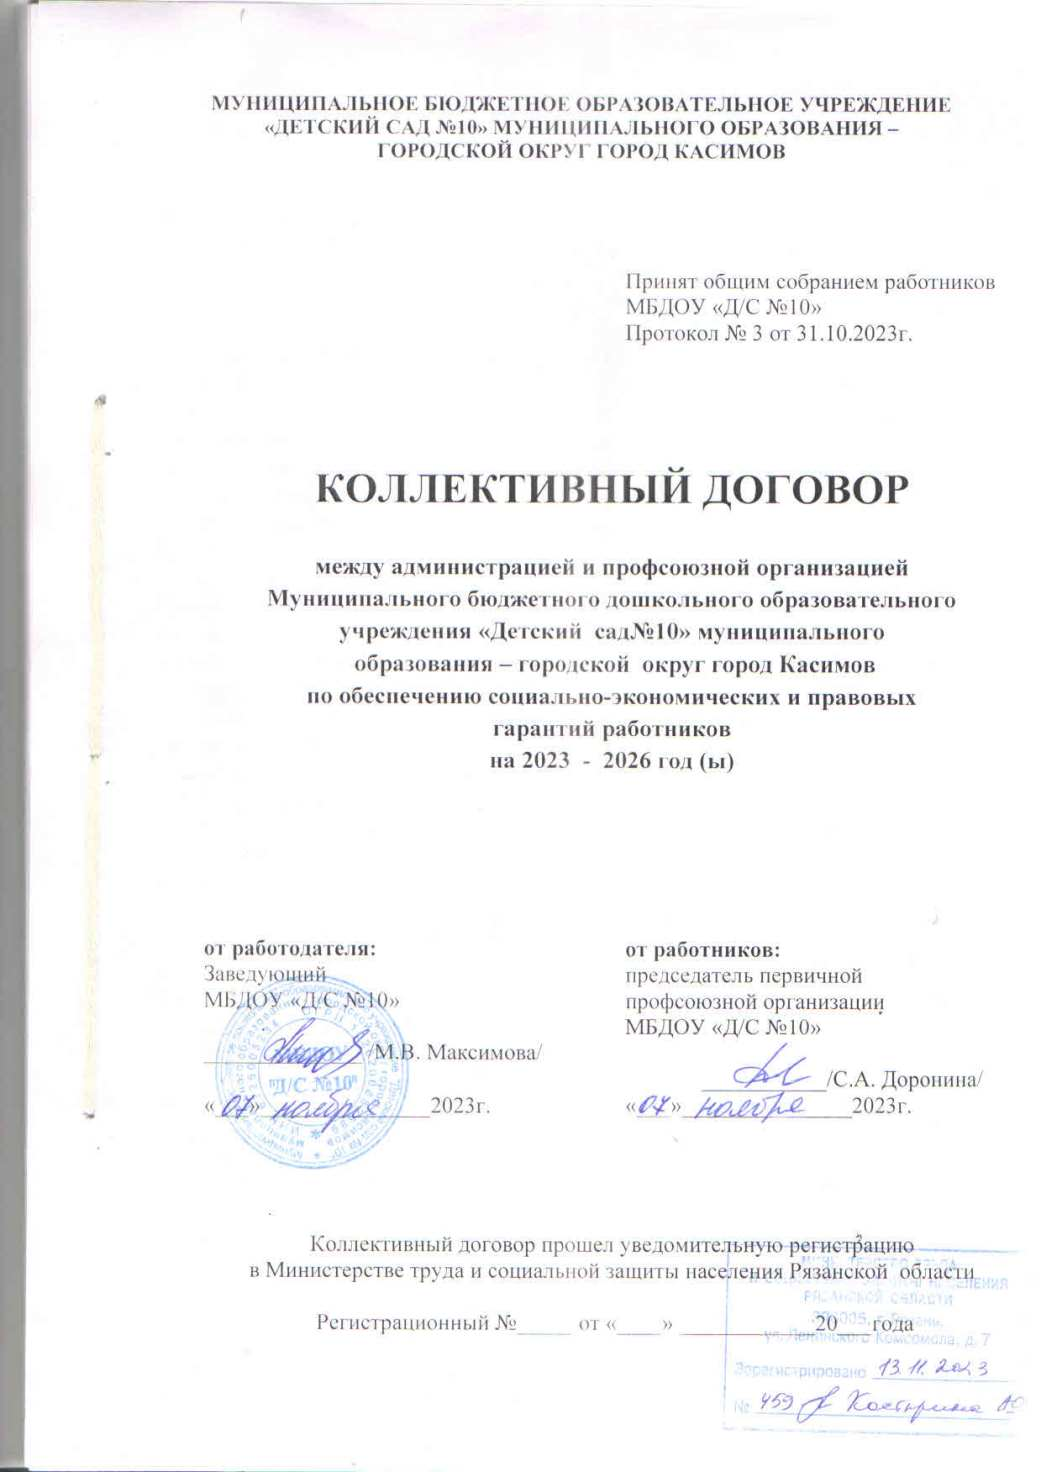 МУНИЦИПАЛЬНОЕ БЮДЖЕТНОЕ ОБРАЗОВАТЕЛЬНОЕ УЧРЕЖДЕНИЕ
«ДЕТСКИЙ САД №10» МУНИЦИПАЛЬНОГО ОБРАЗОВАНИЯ –
ГОРОДСКОЙ ОКРУГ ГОРОД КАСИМОВ
Принят общим собранием работников
МБДОУ «Д/С №10»
Протокол № 3 от 31.10.2023г.
КОЛЛЕКТИВНЫЙ ДОГОВОР
между администрацией и профсоюзной организацией
Муниципального бюджетного дошкольного образовательного
учреждения «Детский сад№10» муниципального
образования – городской округ город Касимов
по обеспечению социально-экономических и правовых
гарантий работников
на 2023 - 2026 год (ы)
от работодателя:
Заведующий
МБДОУ «Д/С №10»
/М.В. Максимова/
"Д/С №10"
«07» ноября 2023г.
от работников:
председатель первичной
профсоюзной организации
МБДОУ «Д/С №10»
/С.А. Доронина/
«07» ноября 2023г.
Коллективный договор прошел уведомительную регистрацию
в Министерстве труда и социальной защиты населения Рязанской области
Регистрационный №_____ от «____» ____________20___ года
РЯЗАНСКОЙ ОБЛАСТИ
ул. Ленинского Комсомола, д. 7
Зарегистрировано 13.11.2023
№ 459